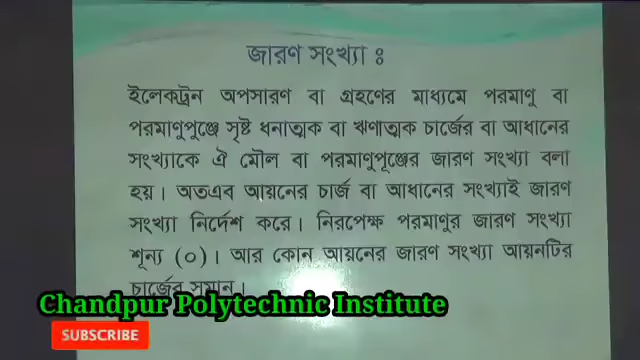 জারণ সংখ্যা ঃ
ইলেকট্রন অপসারণ বা গ্রহণের মাধ্যমে পরমাণু বা
পরমাণুপুঞ্জে সৃষ্ট ধনাত্মক বা ঋণাত্মক চার্জের বা আধানের
সংখ্যাকে ঐ মৌল বা পরমাণুপূঞ্জের জারণ সংখ্যা বলা
হয়। অতএব আয়নের চার্জ বা আধানের সংখ্যাই জারণ
সংখ্যা নির্দেশ করে। নিরপেক্ষ পরমাণুর জারণ সংখ্যা
শূন্য (০)। আর কোন আয়নের জারণ সংখ্যা আয়নটির
চার্জের সমান।
Chandpur Polytechnic Institute
SUBSCRIBE